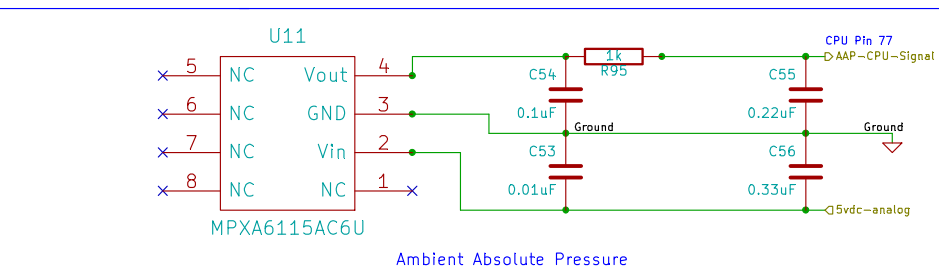 U11
CPU Pin 77
5 NC Vout 4
1k
AAP-CPU-Signal
R95
C54
C55
6 NC GND 3
0.1uF
0.22uF
Ground
Ground
7 NC Vin 2
C53
C56
8 NC NC 1
0.01uF
0.33uF
5vdc-analog
MPXA6115AC6U
Ambient Absolute Pressure